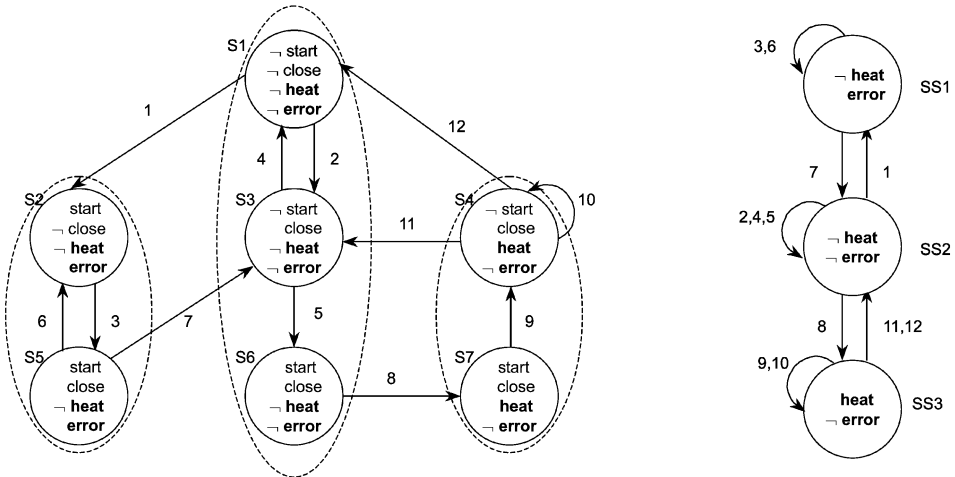 S1
¬ start
¬ close
¬ heat
¬ error
1
4
2
12
S2
start
¬ close
¬ heat
error
S3
¬ start
close
¬ heat
¬ error
S4
¬ start
close
heat
¬ error
10
11
6
3
7
5
9
S5
start
close
¬ heat
error
S6
start
close
¬ heat
¬ error
8
S7
start
close
heat
¬ error
3,6
¬ heat
error
SS1
7
1
2,4,5
¬ heat
¬ error
SS2
8
11,12
9,10
heat
¬ error
SS3